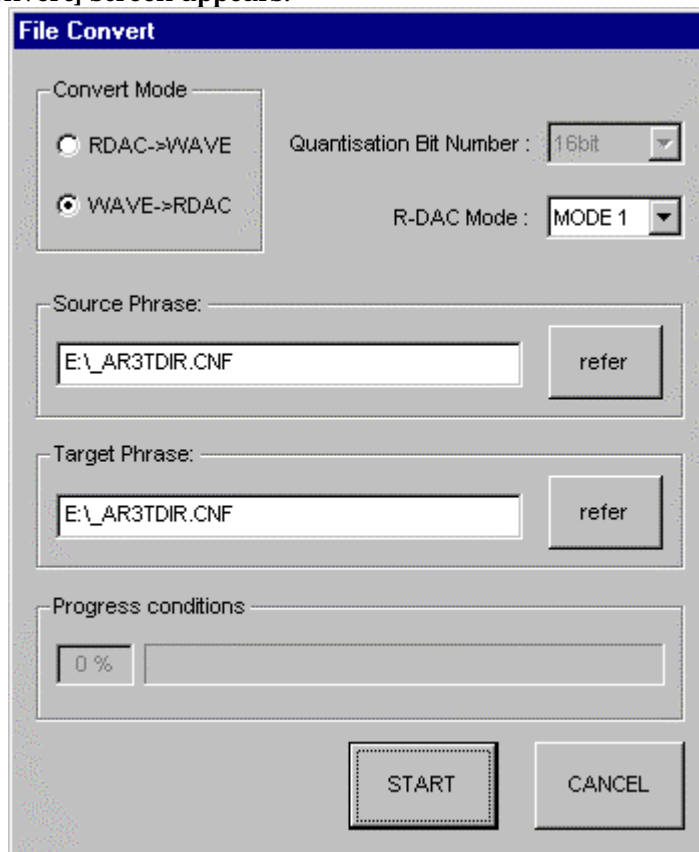 screen appears.
File Convert
Convert Mode
RDAC->WAVE
Quantisation Bit Number : 16bit
WAVE->RDAC
R-DAC Mode : MODE 1
Source Phrase:
E:\_AR3TDIR.CNF refer
Target Phrase:
E:\_AR3TDIR.CNF refer
Progress conditions
0 %
START CANCEL